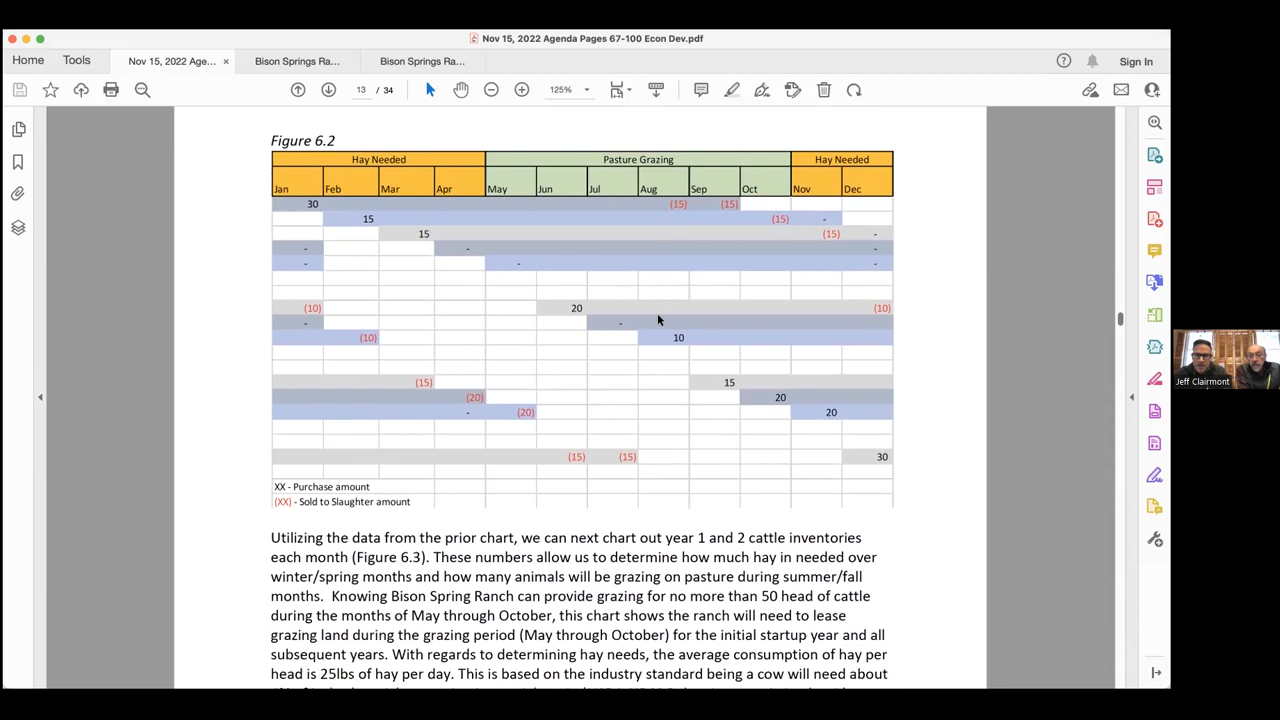 Nov 15, 2022 Agenda Pages 67-100 Econ Dev.pdf
Home Tools Nov 15, 2022 Age... × Bison Springs Ra... Bison Springs Ra... Sign In
13 / 34 125%
Figure 6.2
Hay Needed Pasture Grazing Hay Needed
Jan Feb Mar Apr May Jun Jul Aug Sep Oct Nov Dec
30 (15) (15)
15 (15) -
15 (15) -
- - -
- - -
(10) 20 (10)
- -
(10) 10
(15) 15
(20) 20
- (20) 20
(15) (15) 30
XX - Purchase amount
(XX) - Sold to Slaughter amount
Utilizing the data from the prior chart, we can next chart out year 1 and 2 cattle inventories
each month (Figure 6.3). These numbers allow us to determine how much hay in needed over
winter/spring months and how many animals will be grazing on pasture during summer/fall
months. Knowing Bison Spring Ranch can provide grazing for no more than 50 head of cattle
during the months of May through October, this chart shows the ranch will need to lease
grazing land during the grazing period (May through October) for the initial startup year and all
subsequent years. With regards to determining hay needs, the average consumption of hay per
head is 25lbs of hay per day. This is based on the industry standard being a cow will need about
Jeff Clairmont